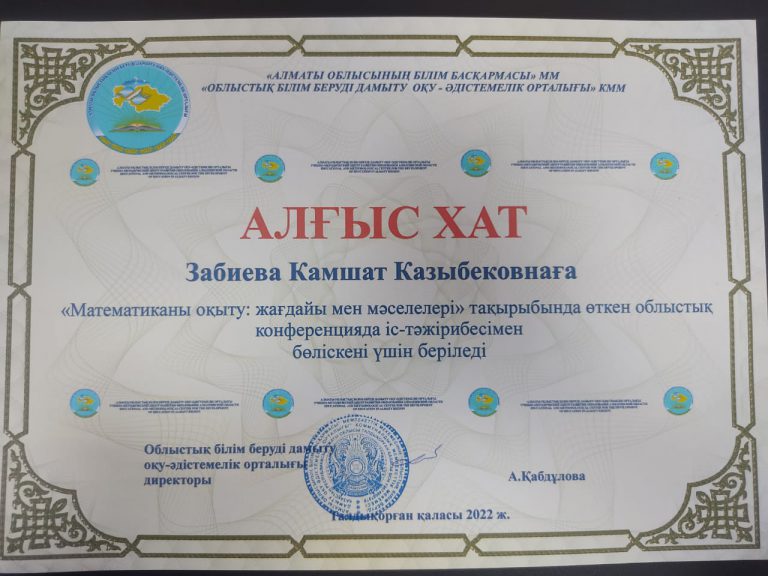 «АЛМАТЫ ОБЛЫСЫНЫҢ БІЛІМ БАСҚАРМАСЫ» ММ
«ОБЛЫСТЫҚ БІЛІМ БЕРУДІ ДАМЫТУ ОҚУ - ӘДІСТЕМЕЛІК ОРТАЛЫҒЫ» КММ
АЛҒЫС ХАТ
Забиева Камшат Казыбековнаға
«Математиканы оқыту: жағдайы мен мәселелері» тақырыбында өткен облыстық
конференцияда іс-тәжірибесімен
бөліскені үшін беріледі
Облыстық білім беруді дамыту
оқу-әдістемелік орталығы
директоры
А.Қабдұлова
Талдықорған қаласы 2022 ж.